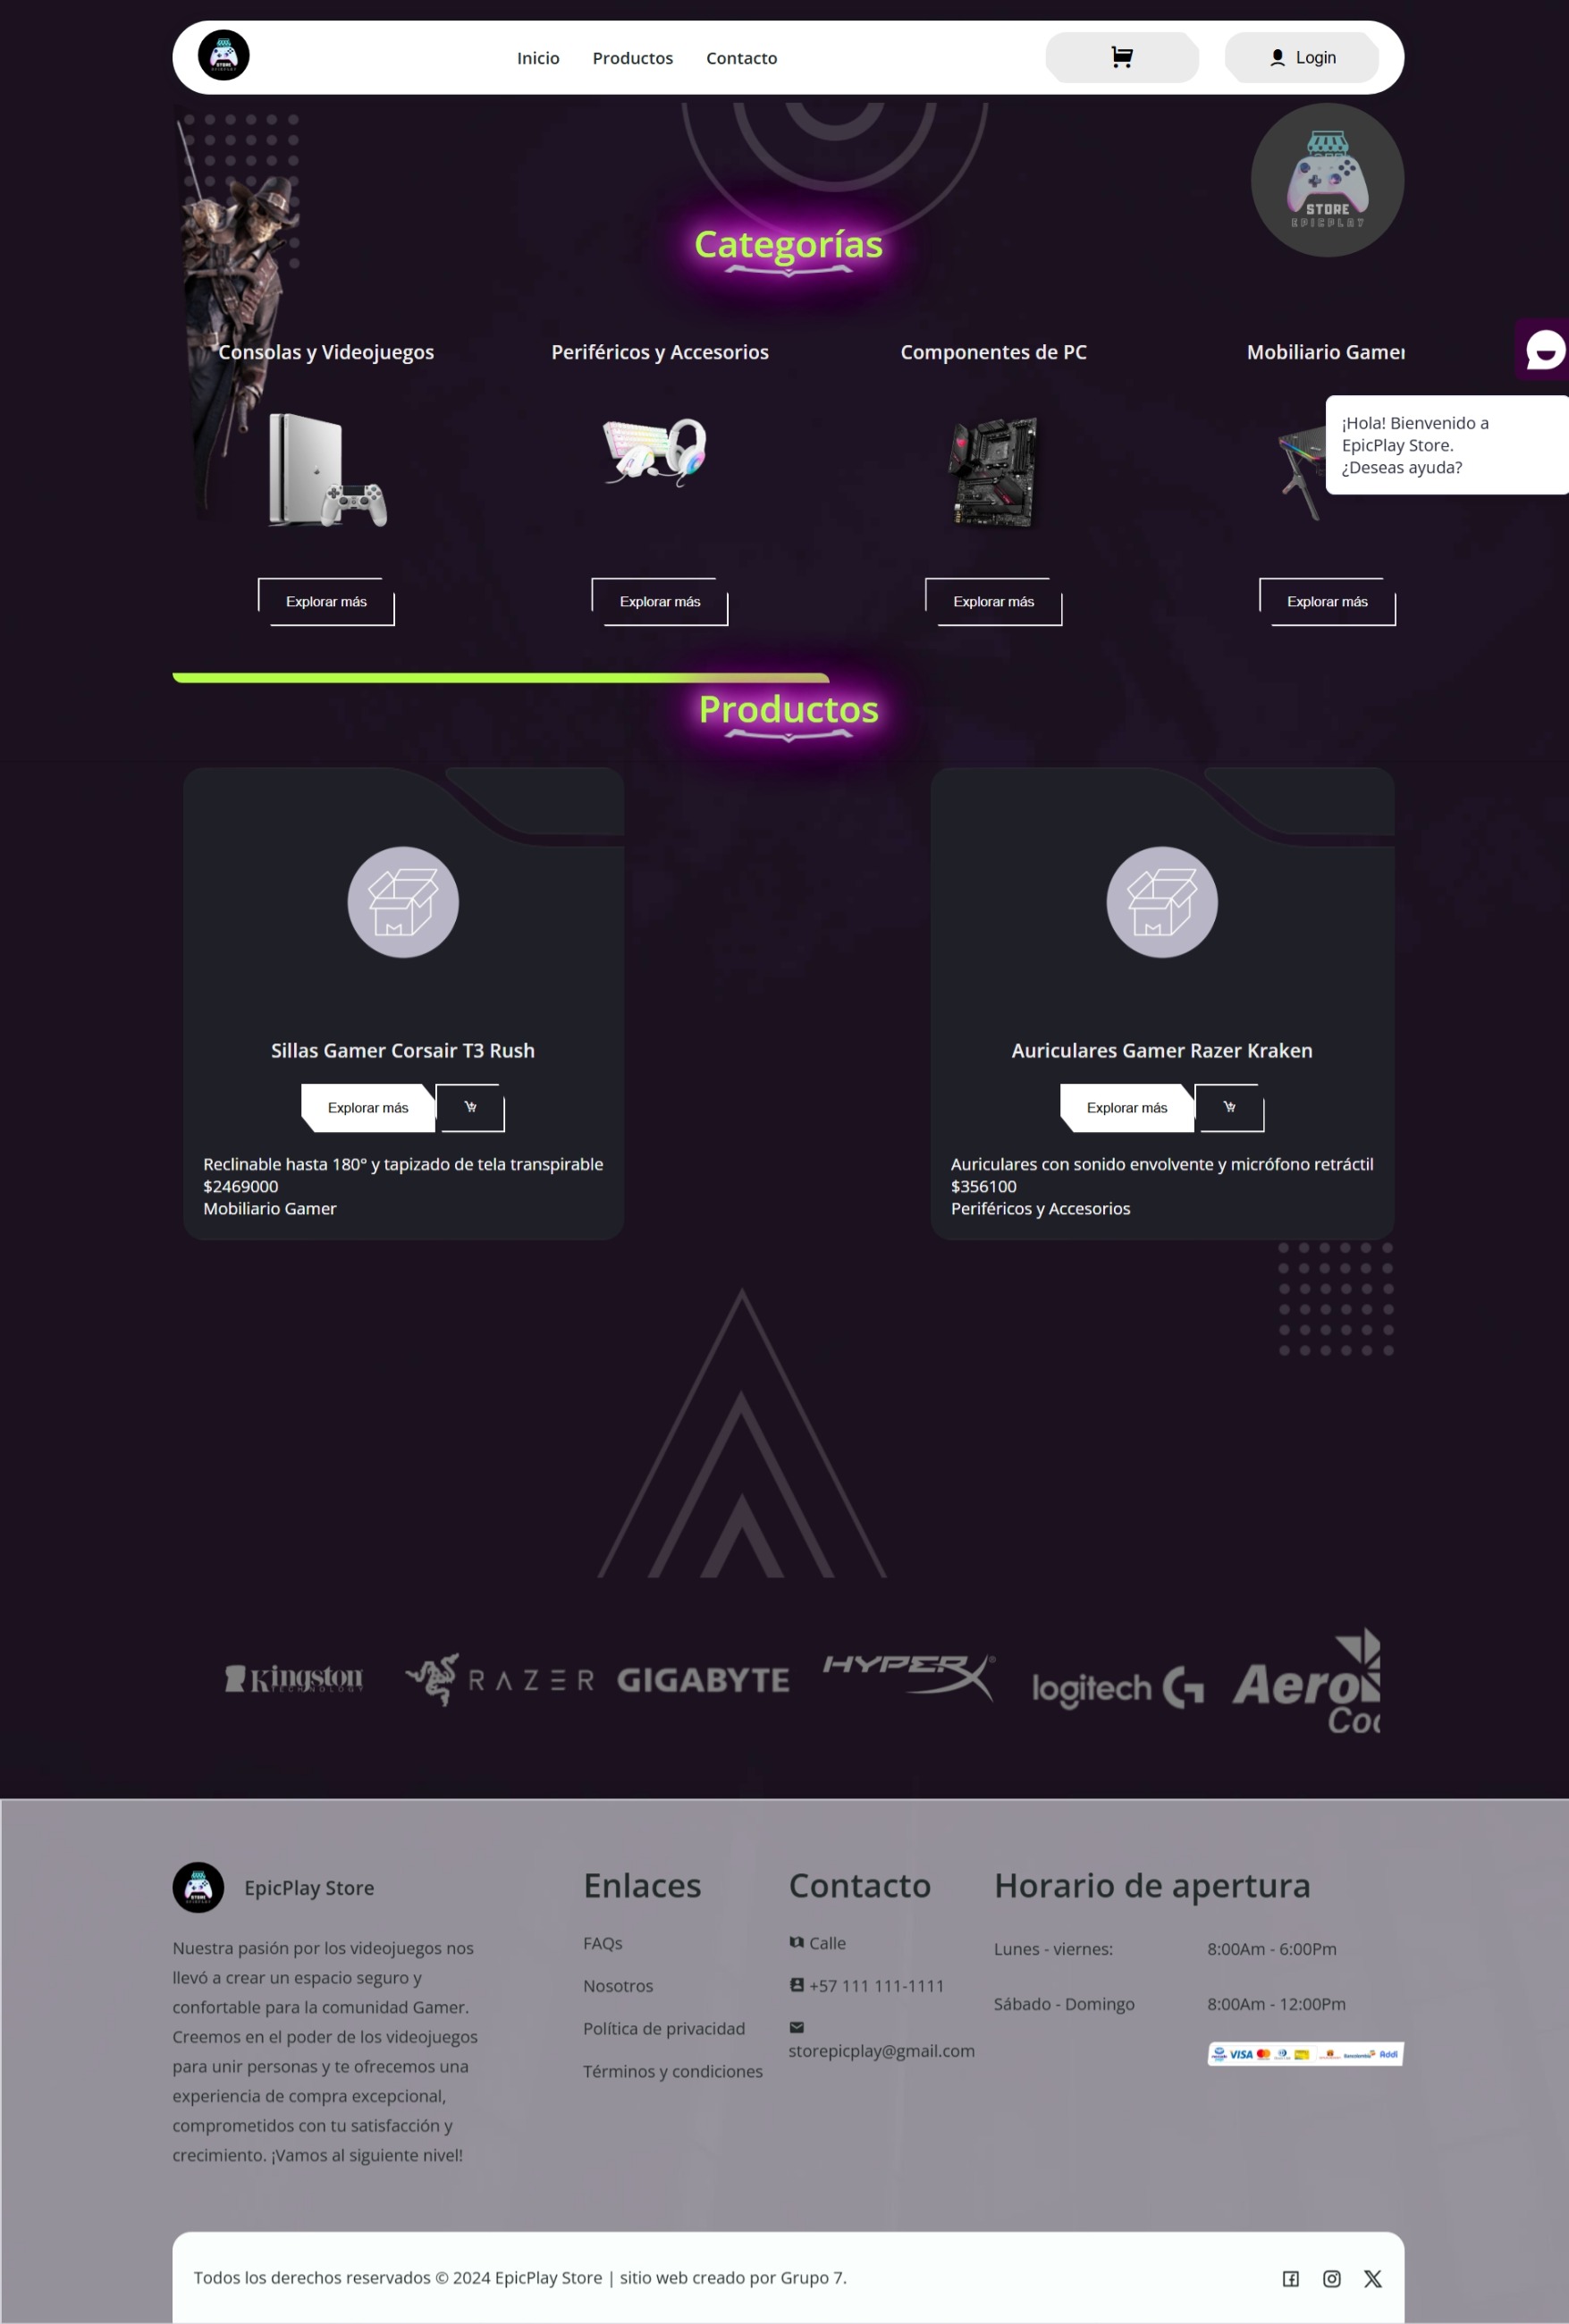 STORE
EPICPLAY
Inicio
Productos
Contacto
Login
STORE
EPICPLAY
Categorías
Consolas y Videojuegos
Periféricos y Accesorios
Componentes de PC
Mobiliario Gamer
¡Hola! Bienvenido a
EpicPlay Store.
¿Deseas ayuda?
Explorar más
Explorar más
Explorar más
Explorar más
Productos
Sillas Gamer Corsair T3 Rush
Explorar más
Reclinable hasta 180° y tapizado de tela transpirable
$2469000
Mobiliario Gamer
Auriculares Gamer Razer Kraken
Explorar más
Auriculares con sonido envolvente y micrófono retráctil
$356100
Periféricos y Accesorios
Kingston
TECHNOLOGY
RAZER
GIGABYTE
HYPERX®
logitech G
Aero
Coo
STORE
EPICPLAY
EpicPlay Store
Nuestra pasión por los videojuegos nos
llevó a crear un espacio seguro y
confortable para la comunidad Gamer.
Creemos en el poder de los videojuegos
para unir personas y te ofrecemos una
experiencia de compra excepcional,
comprometidos con tu satisfacción y
crecimiento. ¡Vamos al siguiente nivel!
Enlaces
FAQs
Nosotros
Política de privacidad
Términos y condiciones
Contacto
Calle
+57 111 111-1111
storepicplay@gmail.com
Horario de apertura
Lunes - viernes: 8:00Am - 6:00Pm
Sábado - Domingo 8:00Am - 12:00Pm
VISA
Bancolombia
Addi
Todos los derechos reservados © 2024 EpicPlay Store | sitio web creado por Grupo 7.